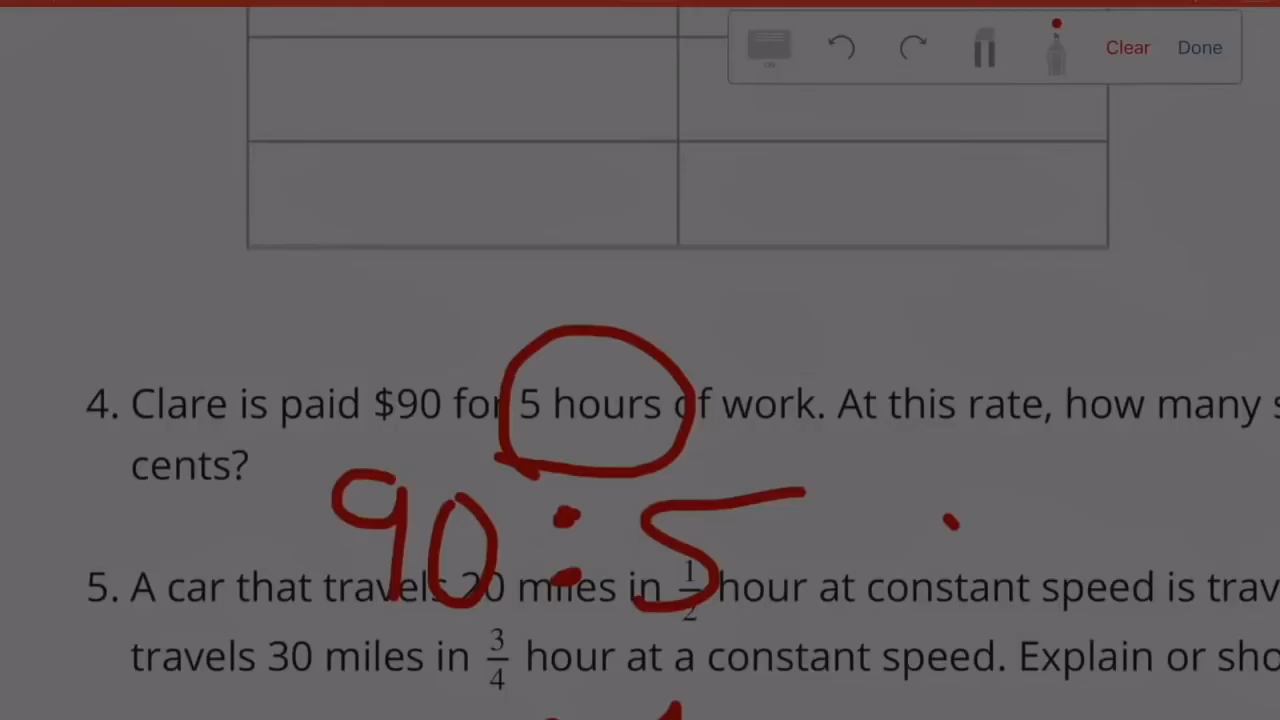 Clear Done
4. Clare is paid $90 for 5 hours of work. At this rate, how many
cents?
90:5
5. A car that travels 20 miles in 1/2 hour at constant speed is
travels 30 miles in 3/4 hour at a constant speed. Explain or